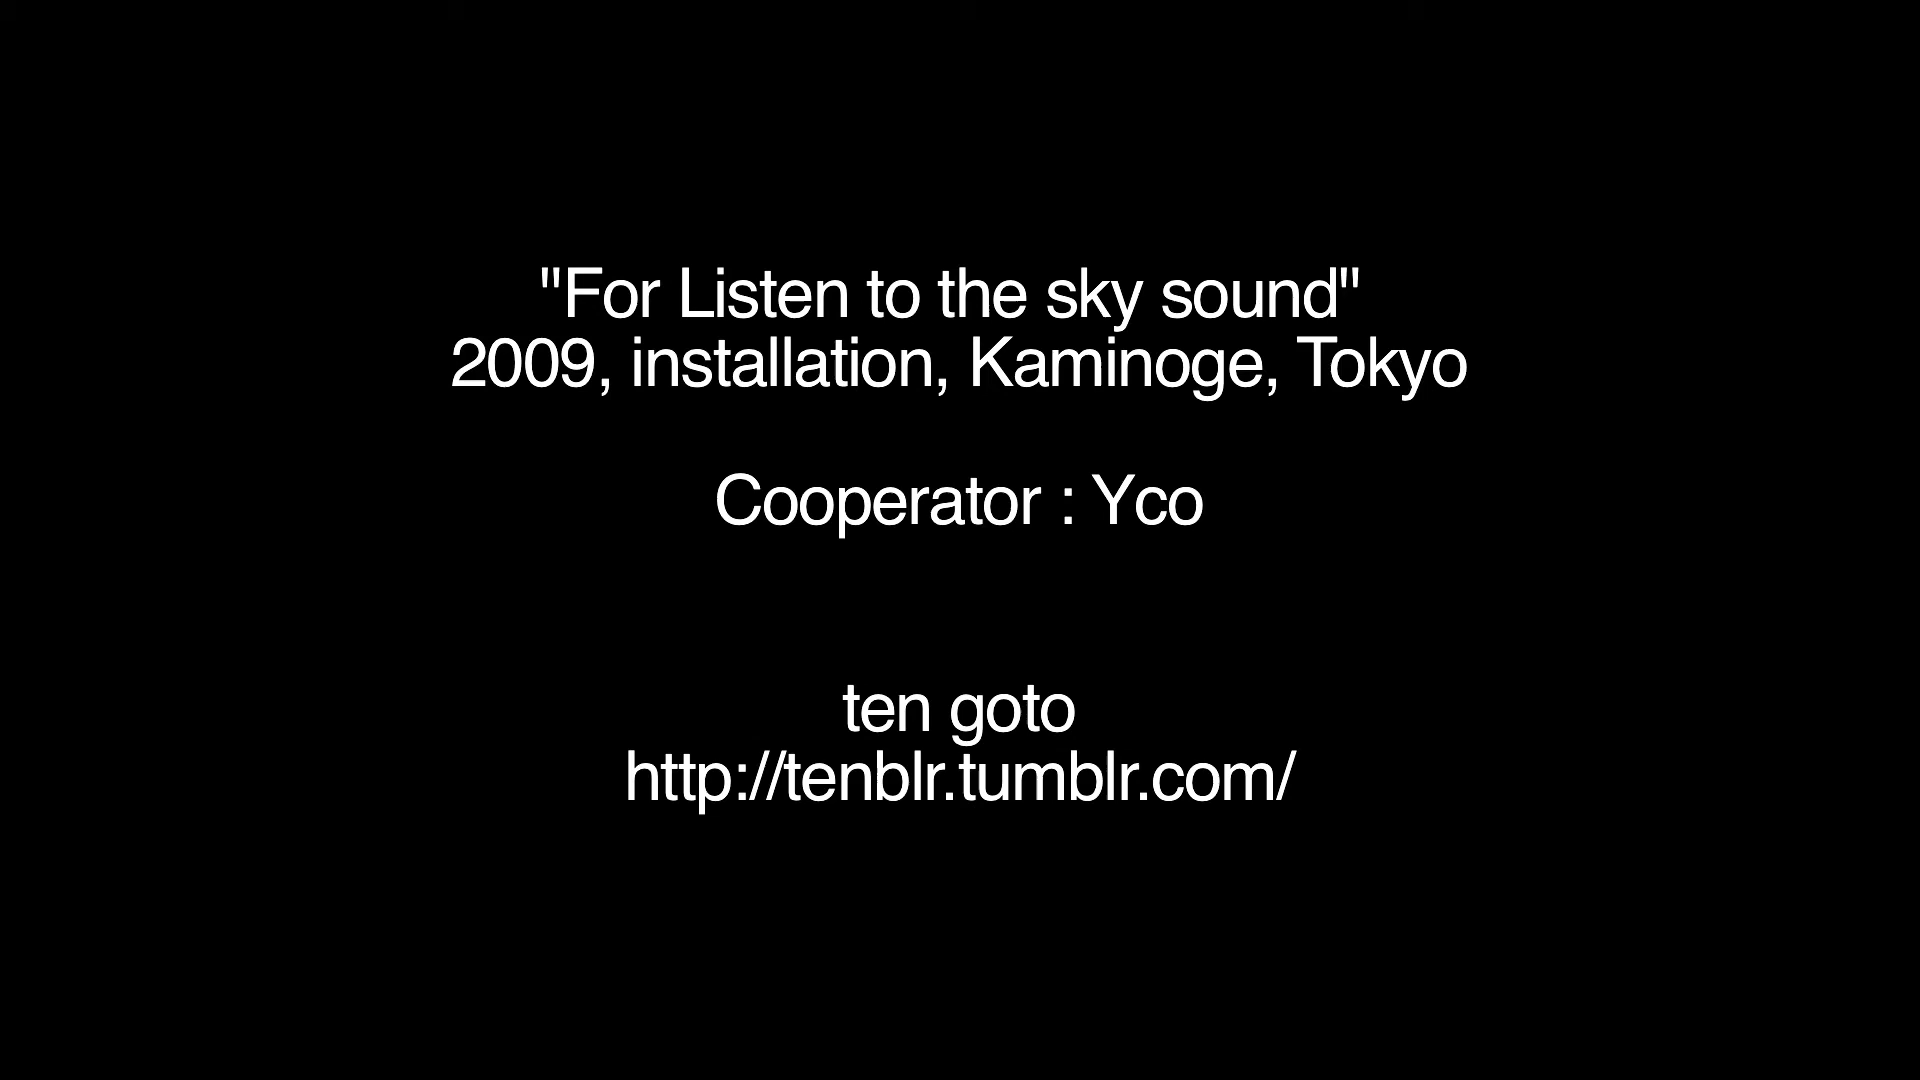 "For Listen to the sky sound"
2009, installation, Kaminoge, Tokyo
Cooperator : Yco
ten goto
http://tenblr.tumblr.com/